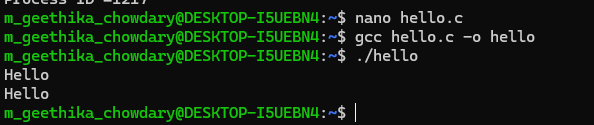 Process ID =1217
m_geethika_chowdary@DESKTOP-I5UEBN4:~$ nano hello.c
m_geethika_chowdary@DESKTOP-I5UEBN4:~$ gcc hello.c -o hello
m_geethika_chowdary@DESKTOP-I5UEBN4:~$ ./hello
Hello
Hello
m_geethika_chowdary@DESKTOP-I5UEBN4:~$